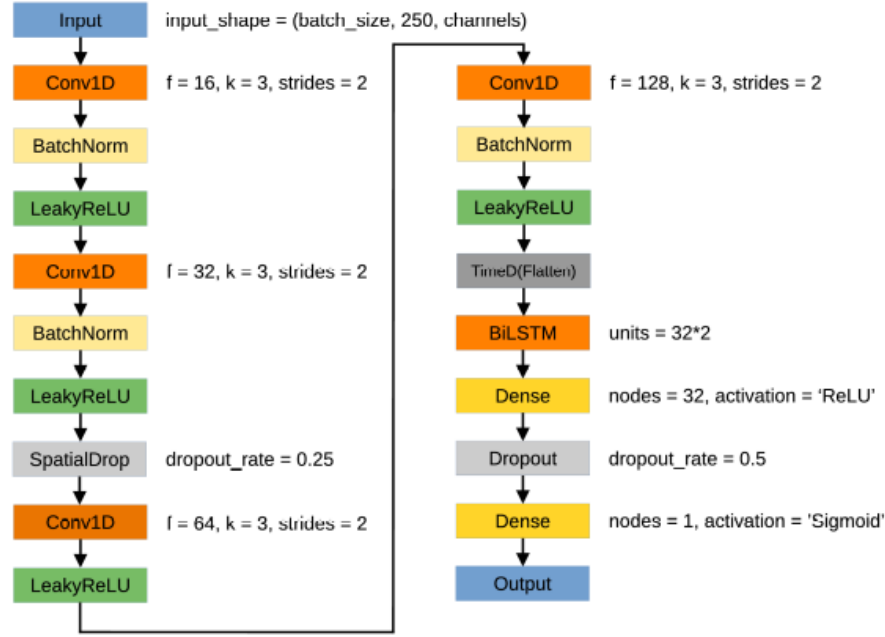 Input
input_shape = (batch_size, 250, channels)
Conv1D
f = 16, k = 3, strides = 2
BatchNorm
LeakyReLU
Conv1D
f = 32, k = 3, strides = 2
BatchNorm
LeakyReLU
SpatialDrop
dropout_rate = 0.25
Conv1D
f = 64, k = 3, strides = 2
LeakyReLU
Conv1D
f = 128, k = 3, strides = 2
BatchNorm
LeakyReLU
TimeD(Flatten)
BiLSTM
units = 32*2
Dense
nodes = 32, activation = ‘ReLU’
Dropout
dropout_rate = 0.5
Dense
nodes = 1, activation = 'Sigmoid'
Output